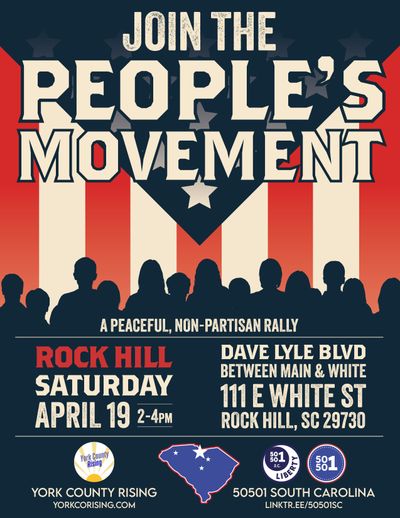 JOIN THE
PEOPLE'S
MOVEMENT
A PEACEFUL, NON-PARTISAN RALLY
ROCK HILL
SATURDAY
APRIL 19 2-4PM
DAVE LYLE BLVD
BETWEEN MAIN & WHITE
111 E WHITE ST
ROCK HILL, SC 29730
York County
Rising
YORK COUNTY RISING
YORKCORISING.COM
50
50 1
S.C.
LIBERTY
50
50 1
50501 SOUTH CAROLINA
LINKTR.EE/50501SC